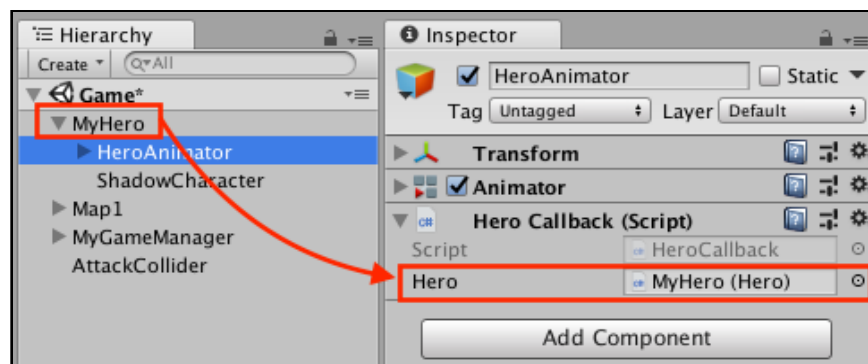 Hierarchy
Create
All
Game*
MyHero
HeroAnimator
ShadowCharacter
Map1
MyGameManager
AttackCollider
Inspector
HeroAnimator
Static
Tag Untagged Layer Default
Transform
Animator
C# Hero Callback (Script)
Script HeroCallback
Hero MyHero (Hero)
Add Component